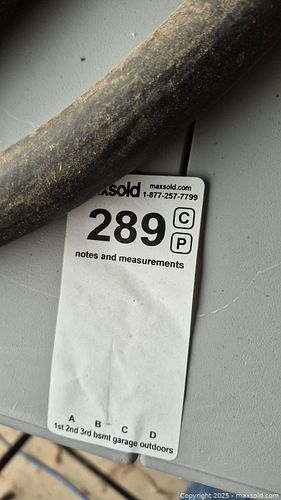 xsold maxsold.com
1-877-257-7799
289 C
P
notes and measurements
A B C D
1st 2nd 3rd bsmt garage outdoors
Copyright 2025 - maxsold.com